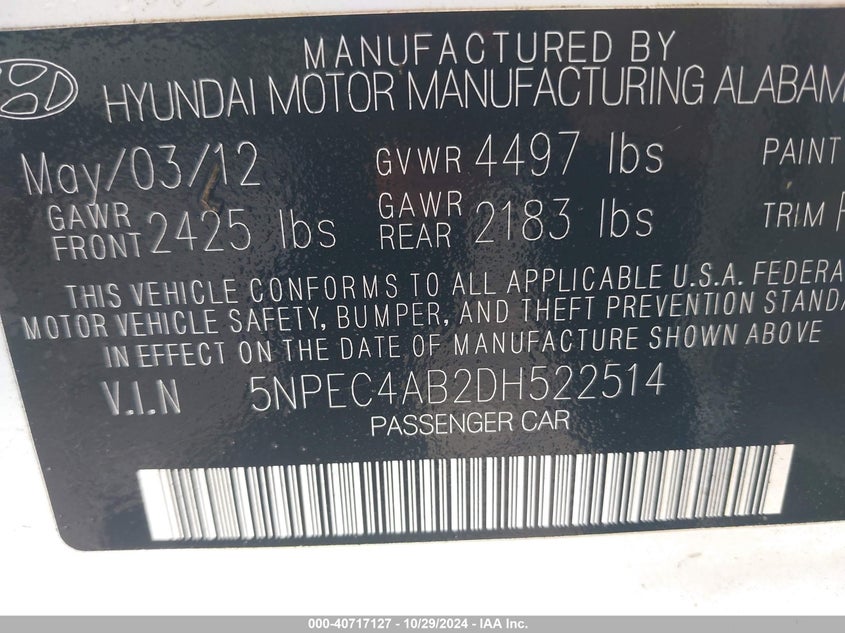 MANUFACTURED BY
HYUNDAI MOTOR MANUFACTURING ALABAM
May/03/12 GVWR 4497 lbs PAINT
GAWR FRONT 2425 lbs GAWR REAR 2183 lbs TRIM
THIS VEHICLE CONFORMS TO ALL APPLICABLE U.S.A. FEDERA
MOTOR VEHICLE SAFETY, BUMPER, AND THEFT PREVENTION STANDA
IN EFFECT ON THE DATE OF MANUFACTURE SHOWN ABOVE
V.I.N 5NPEC4AB2DH522514
PASSENGER CAR
000-40717127 - 10/29/2024 - IAA Inc.